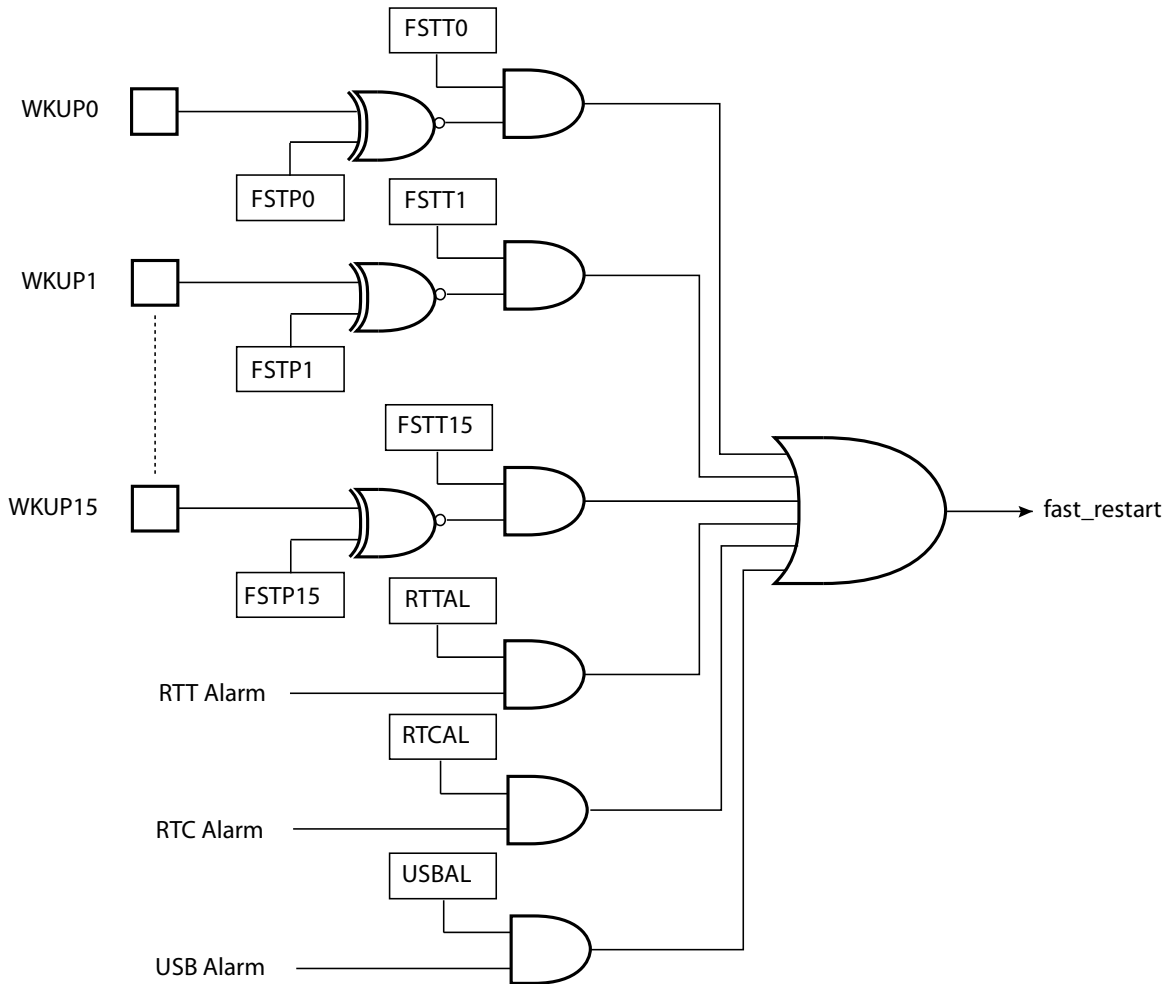 FSTT0
WKUP0
FSTP0
FSTT1
WKUP1
FSTP1
FSTT15
WKUP15
fast_restart
FSTP15
RTTAL
RTT Alarm
RTCAL
RTC Alarm
USBAL
USB Alarm